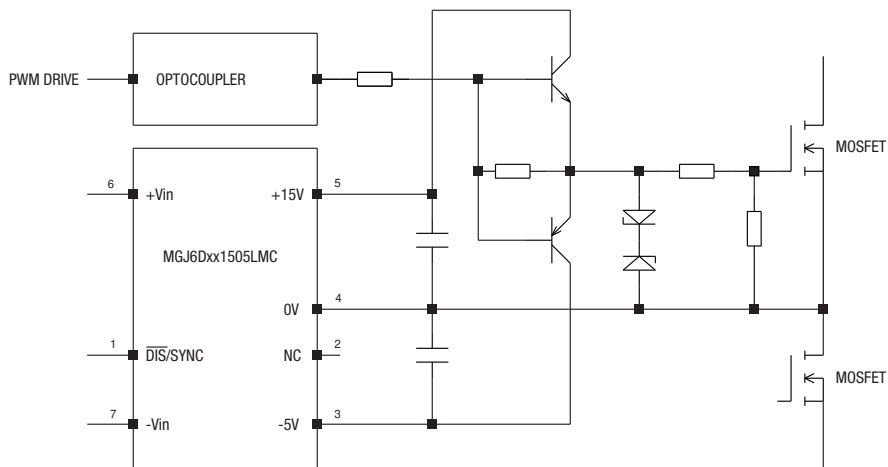 PWM DRIVE
OPTOCOUPLER
MOSFET
6
+Vin
+15V
5
MGJ6Dxx1505LMC
0V
4
1
DIS/SYNC
NC
2
MOSFET
7
-Vin
-5V
3